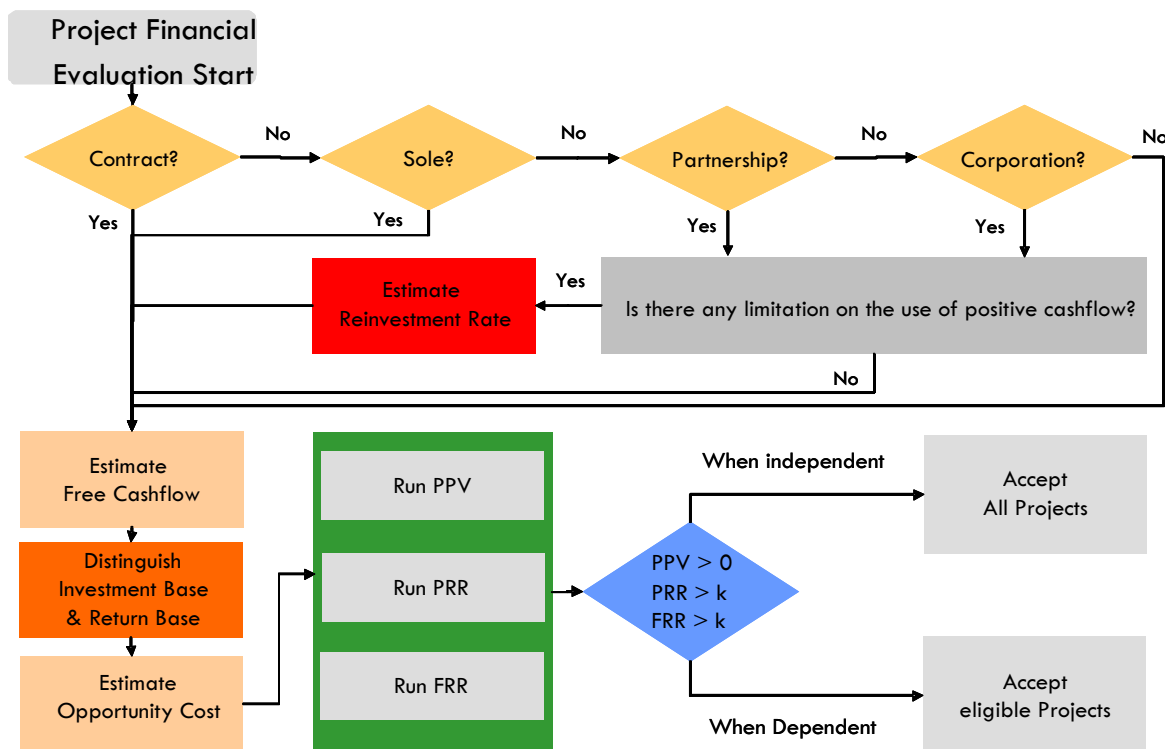 Project Financial
Evaluation Start
Contract?
No
Sole?
No
Partnership?
No
Corporation?
No
Yes
Yes
Yes
Yes
Estimate
Reinvestment Rate
Yes
Is there any limitation on the use of positive cashflow?
No
Estimate
Free Cashflow
Distinguish
Investment Base
& Return Base
Estimate
Opportunity Cost
Run PPV
Run PRR
Run FRR
PPV > 0
PRR > k
FRR > k
When independent
Accept
All Projects
When Dependent
Accept
eligible Projects